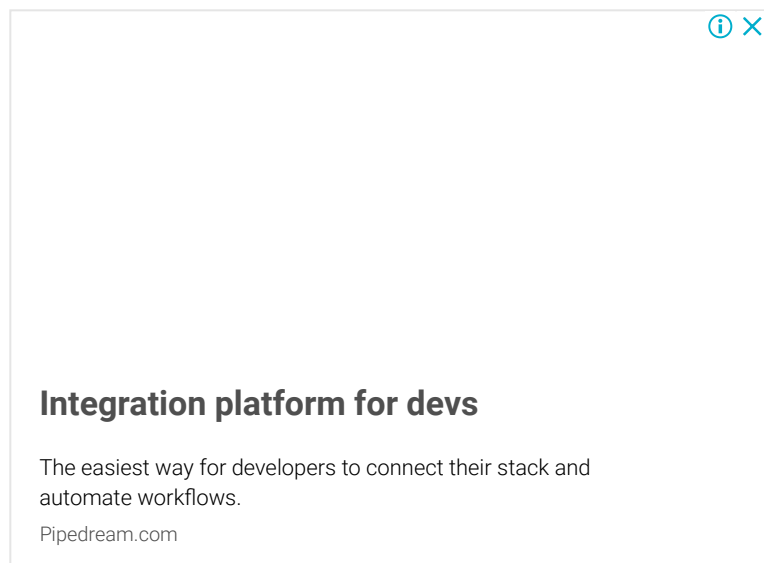 Integration platform for devs
The easiest way for developers to connect their stack and
automate workflows.
Pipedream.com